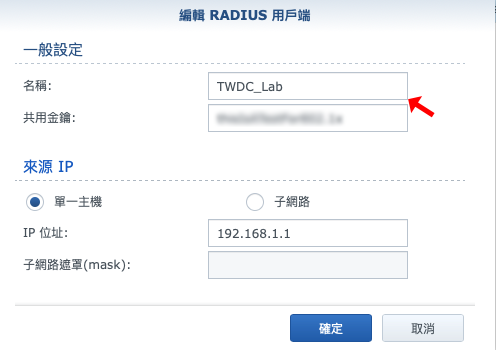 編輯 RADIUS 用戶端
一般設定
名稱: TWDC_Lab
共用金鑰:
來源 IP
單一主機 子網路
IP 位址: 192.168.1.1
子網路遮罩(mask):
確定 取消